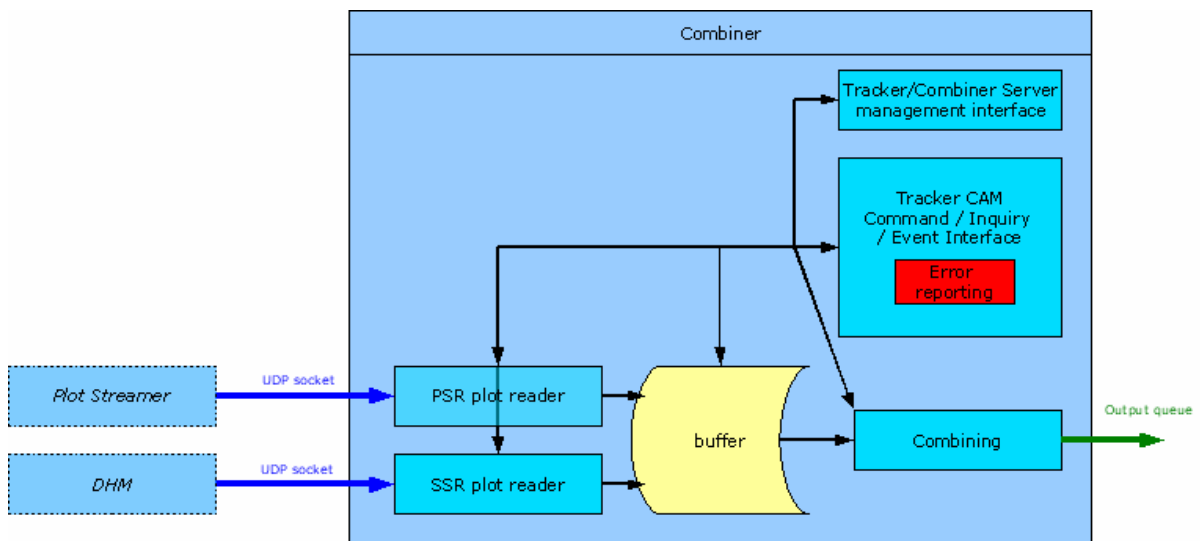 Combiner
Tracker/Combiner Server
management interface
Tracker CAM
Command / Inquiry
/ Event Interface
Error
reporting
Plot Streamer
UDP socket
PSR plot reader
buffer
Combining
Output queue
DHM
UDP socket
SSR plot reader